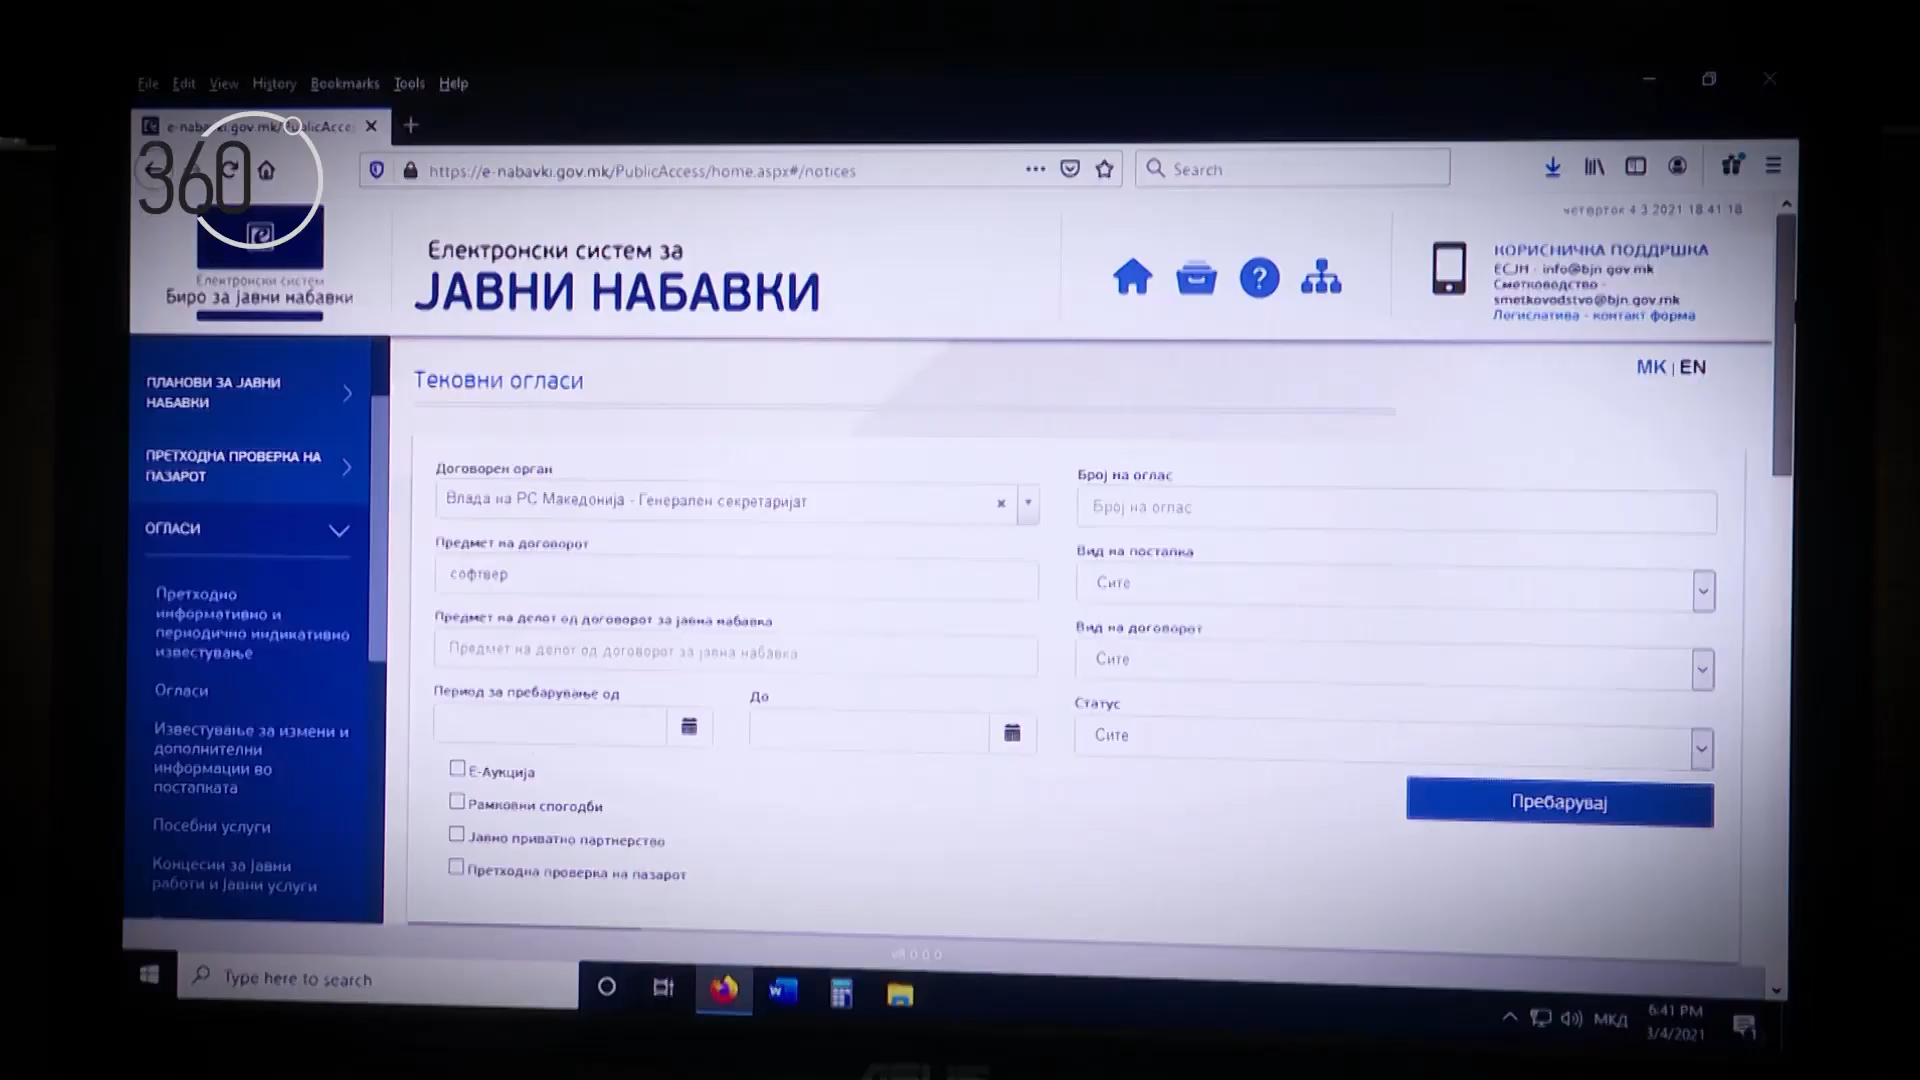 File Edit View History Bookmarks Tools Help
360
https://e-nabavki.gov.mk/PublicAccess/home.aspx#/notices
Search
четврток 4.3.2021 18:41:18
Електронски систем
Биро за јавни набавки
Електронски систем за
ЈАВНИ НАБАВКИ
КОРИСНИЧКА ПОДДРШКА
ЕСЈН - info@bjn.gov.mk
Сметководство -
smetkovodstvo@bjn.gov.mk
Легислатива - контакт форма
MK | EN
ПЛАНОВИ ЗА ЈАВНИ
НАБАВКИ
ПРЕТХОДНА ПРОВЕРКА НА
ПАЗАРОТ
ОГЛАСИ
Претходно
информативно и
периодично индикативно
известување
Огласи
Известување за измени и
дополнителни
информации во
постапката
Посебни услуги
Концесии за јавни
работи и јавни услуги
Тековни огласи
Договорен орган
Влада на РС Македонија - Генерален секретаријат
Предмет на договорот
софтвер
Предмет на делот од договорот за јавна набавка
Предмет на делот од договорот за јавна набавка
Период за пребарување од
До
Е-Аукција
Рамковни спогодби
Јавно приватно партнерство
Претходна проверка на пазарот
Број на оглас
Број на оглас
Вид на постапка
Сите
Вид на договорот
Сите
Статус
Сите
Пребарувај
Type here to search
МКД
6:41 PM
3/4/2021